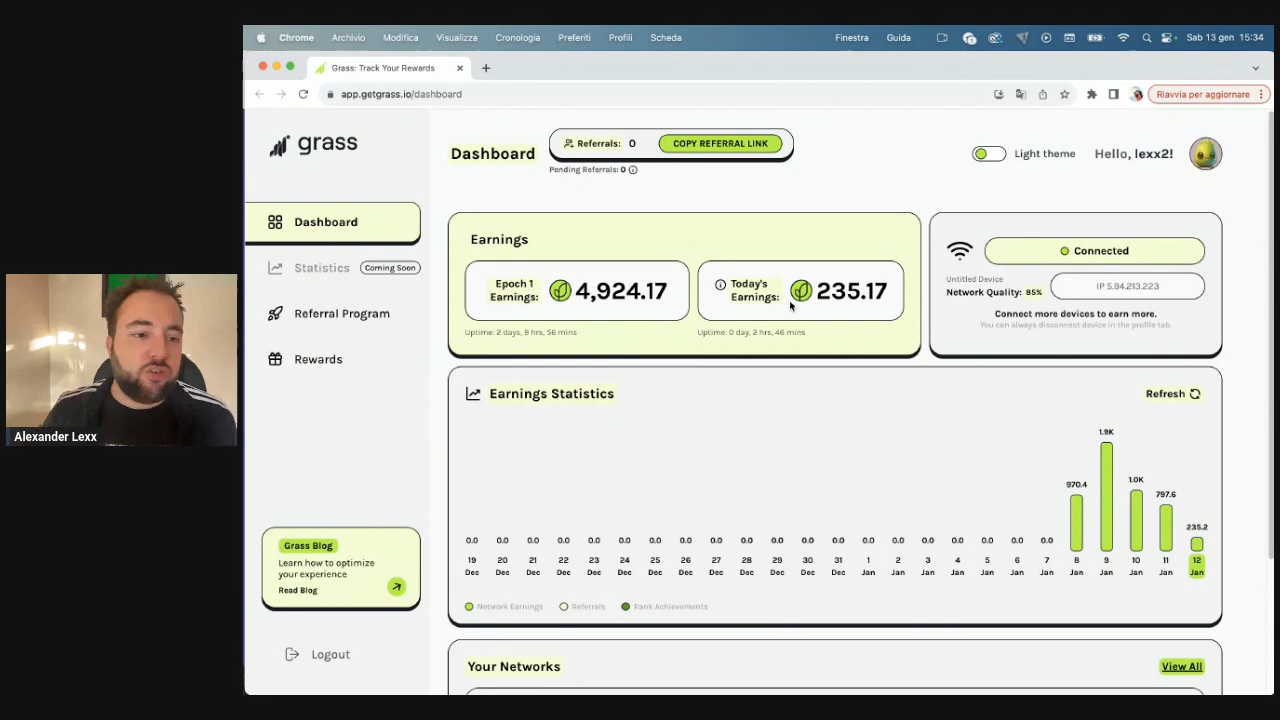 Chrome Archivio Modifica Visualizza Cronologia Preferiti Profili Scheda Finestra Guida Sab 13 gen 15:34
Grass: Track Your Rewards
app.getgrass.io/dashboard Riavvia per aggiornare
grass
Dashboard
Referrals: 0 COPY REFERRAL LINK
Pending Referrals: 0
Light theme Hello, lexx2!
Dashboard
Statistics Coming Soon
Referral Program
Rewards
Grass Blog
Learn how to optimize
your experience
Read Blog
Logout
Earnings
Epoch 1
Earnings:
4,924.17
Uptime: 2 days, 9 hrs, 56 mins
Today's
Earnings:
235.17
Uptime: 0 day, 2 hrs, 46 mins
Connected
Untitled Device
Network Quality: 85%
IP 5.94.213.223
Connect more devices to earn more.
You can always disconnect device in the profile tab.
Earnings Statistics Refresh
1.9K
970.4 1.0K 797.6 235.2
0.0 0.0 0.0 0.0 0.0 0.0 0.0 0.0 0.0 0.0 0.0 0.0 0.0 0.0 0.0 0.0 0.0 0.0 0.0 0.0
19 20 21 22 23 24 25 26 27 28 29 30 31 1 2 3 4 5 6 7 8 9 10 11 12
Dec Dec Dec Dec Dec Dec Dec Dec Dec Dec Dec Dec Dec Jan Jan Jan Jan Jan Jan Jan Jan Jan Jan Jan Jan
Network Earnings Referrals Rank Achievements
Your Networks View All
Alexander Lexx